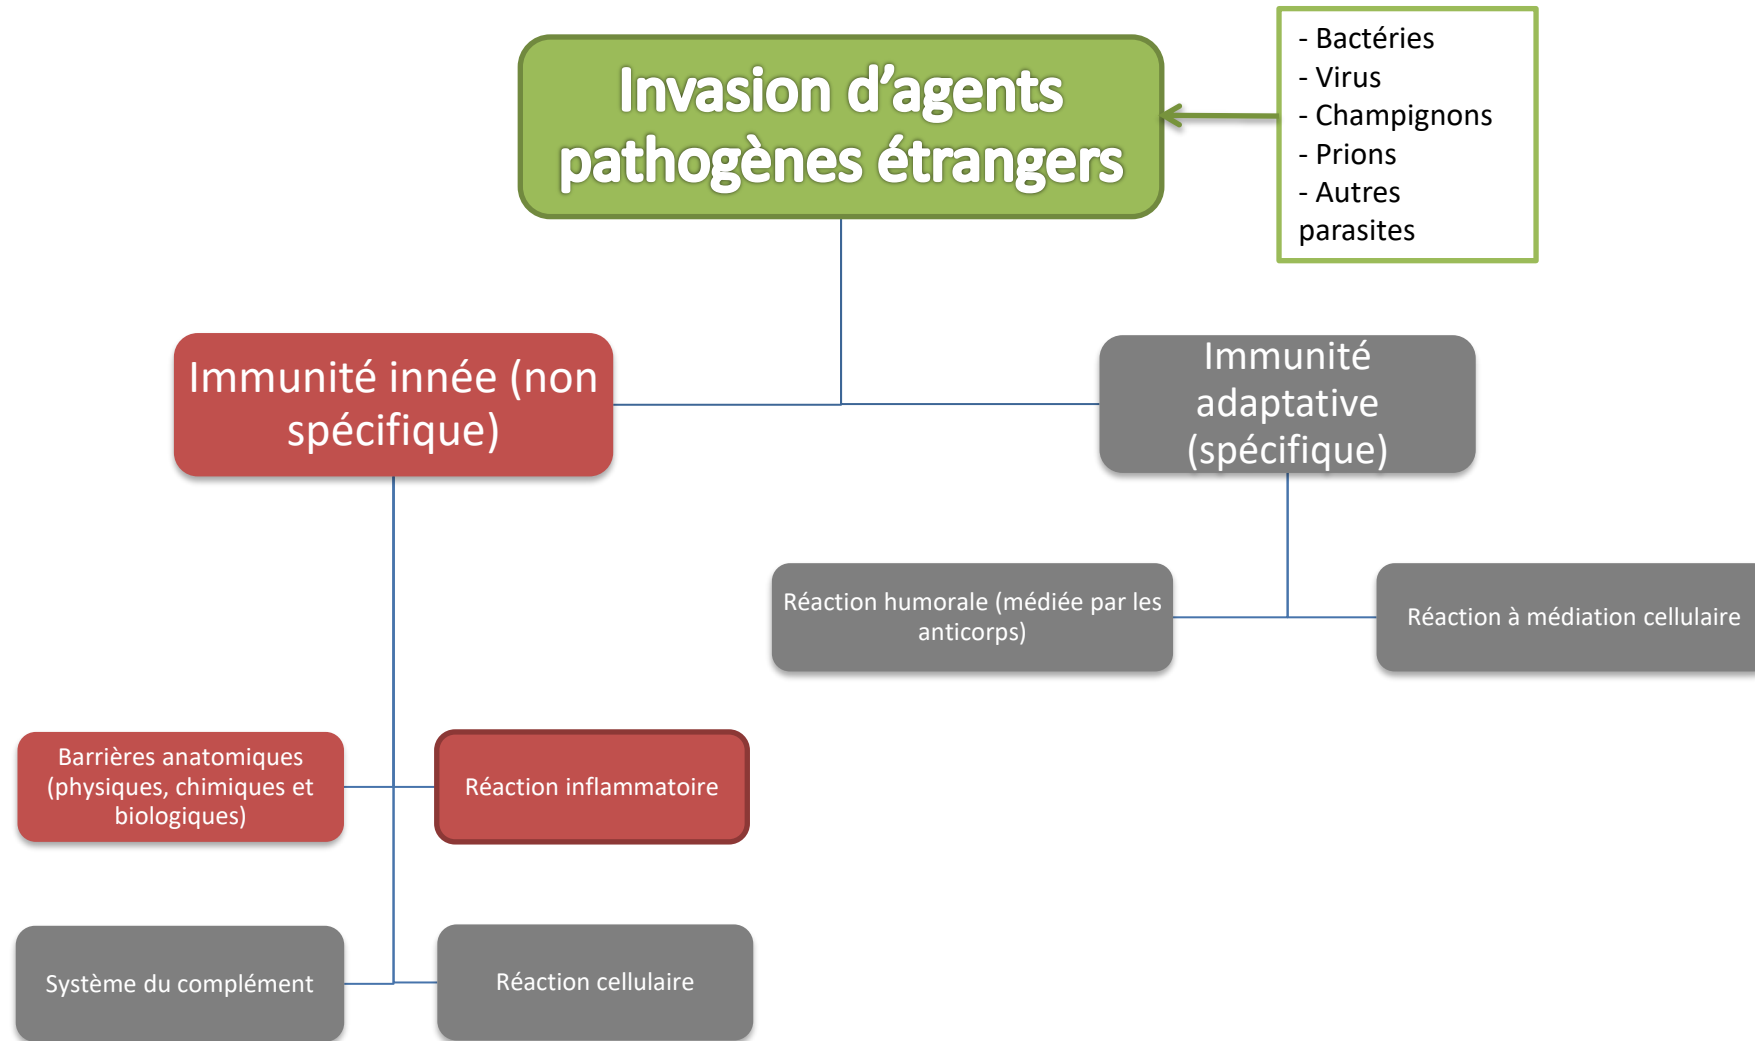 Invasion d’agents
pathogènes étrangers
- Bactéries
- Virus
- Champignons
- Prions
- Autres
parasites
Immunité innée (non
spécifique)
Immunité
adaptative
(spécifique)
Réaction humorale (médiée par les
anticorps)
Réaction à médiation cellulaire
Barrières anatomiques
(physiques, chimiques et
biologiques)
Réaction inflammatoire
Système du complément
Réaction cellulaire